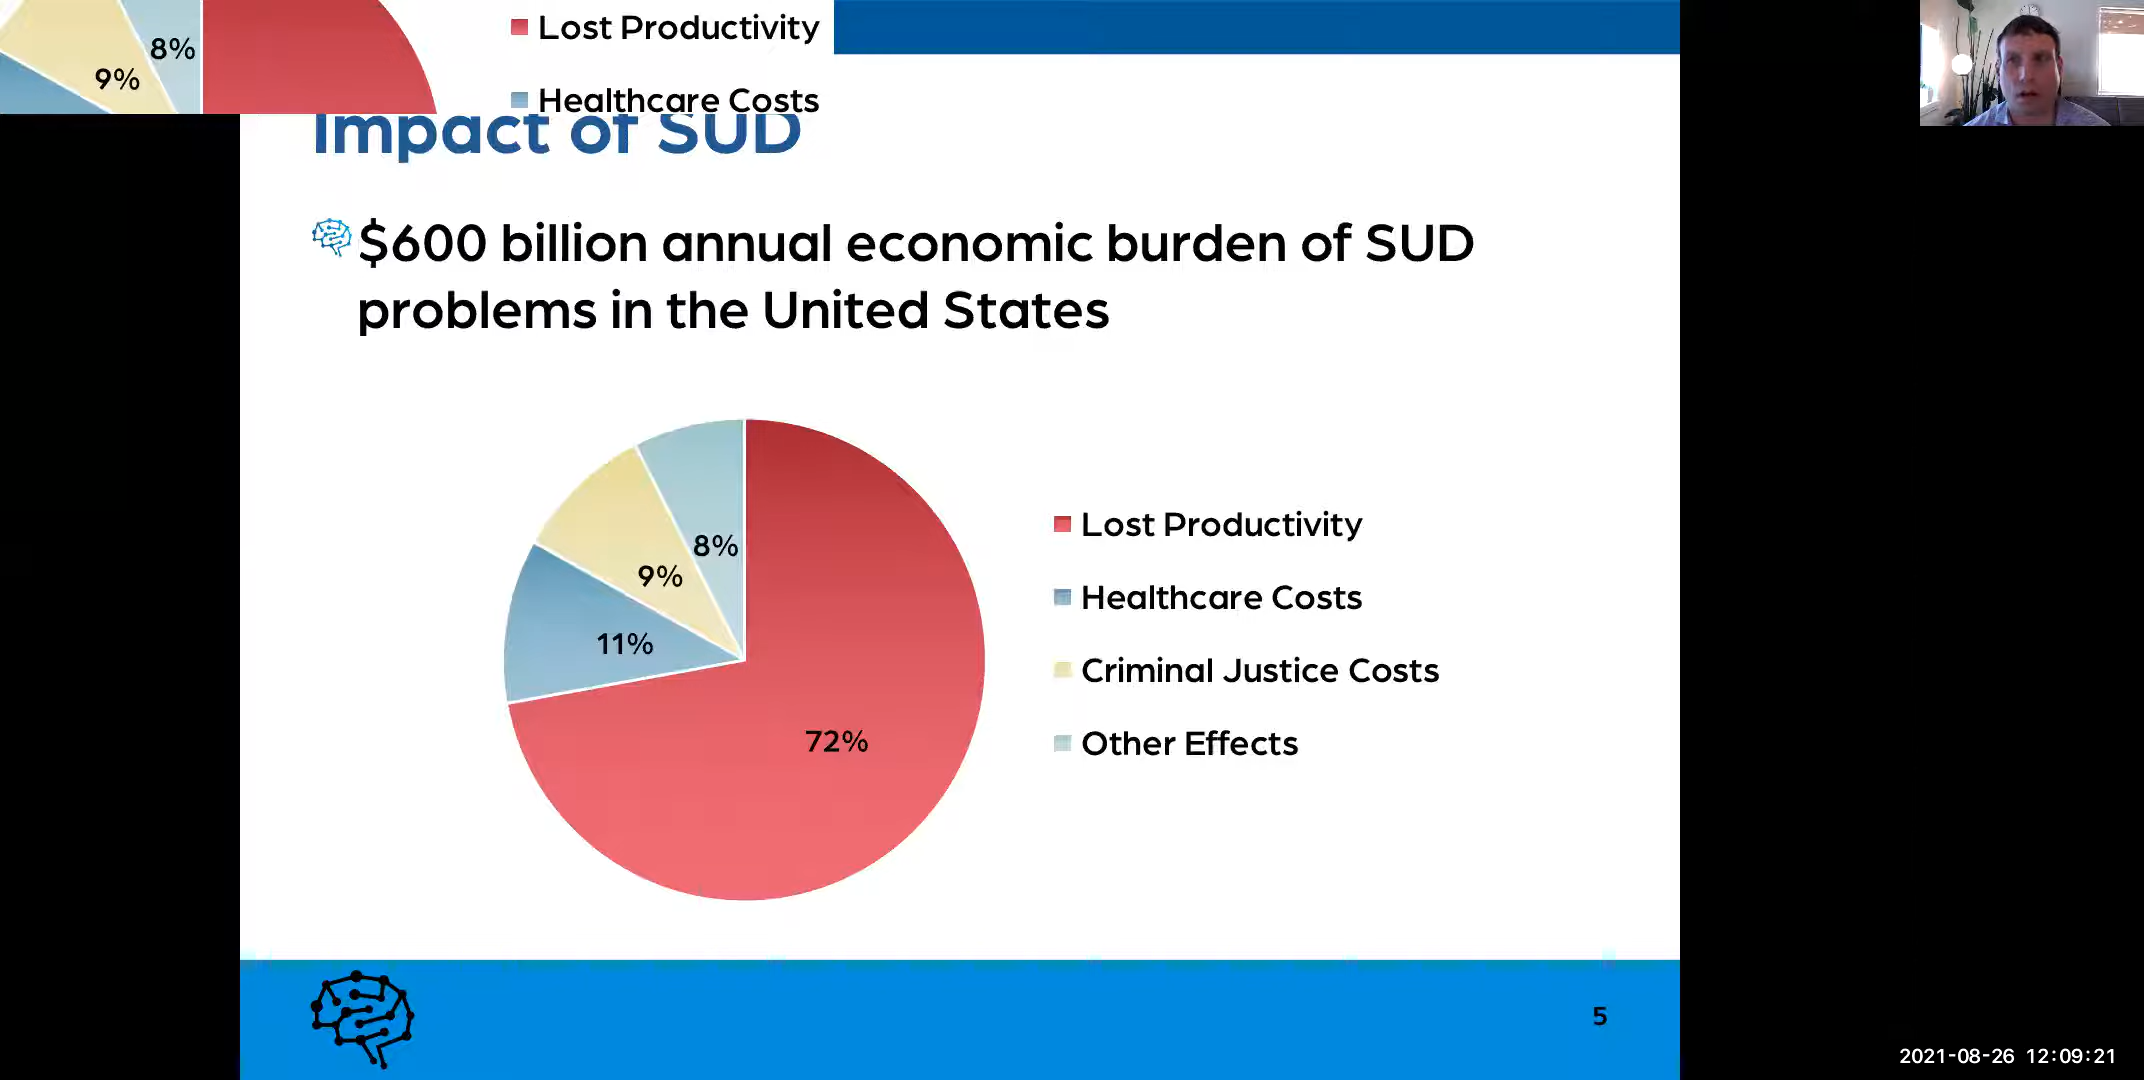 Lost Productivity
8%
9%
Healthcare Costs
Impact of SUD
$600 billion annual economic burden of SUD
problems in the United States
8%
9%
11%
72%
Lost Productivity
Healthcare Costs
Criminal Justice Costs
Other Effects
5
2021-08-26 12:09:21